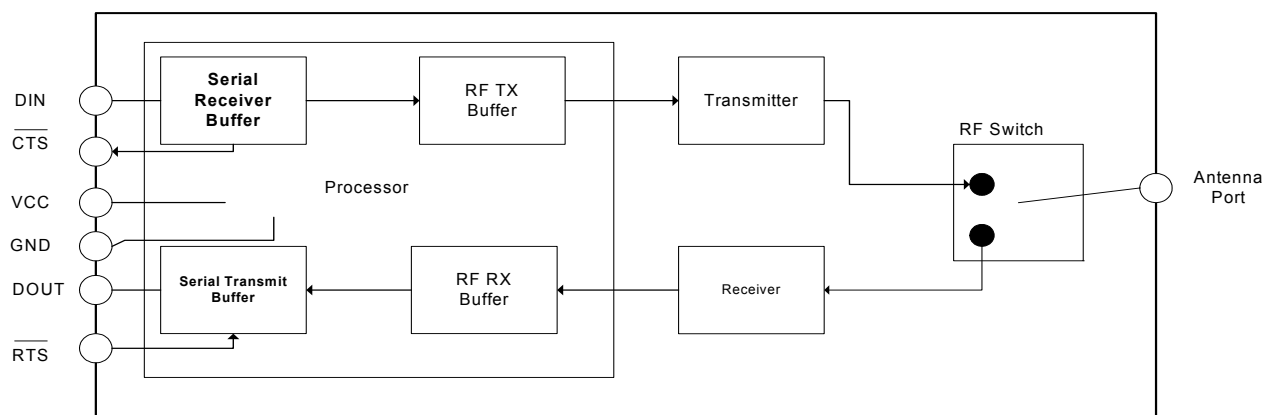 DIN
CTS
VCC
GND
DOUT
RTS
Serial
Receiver
Buffer
RF TX
Buffer
Transmitter
RF Switch
Processor
Antenna
Port
Serial Transmit
Buffer
RF RX
Buffer
Receiver